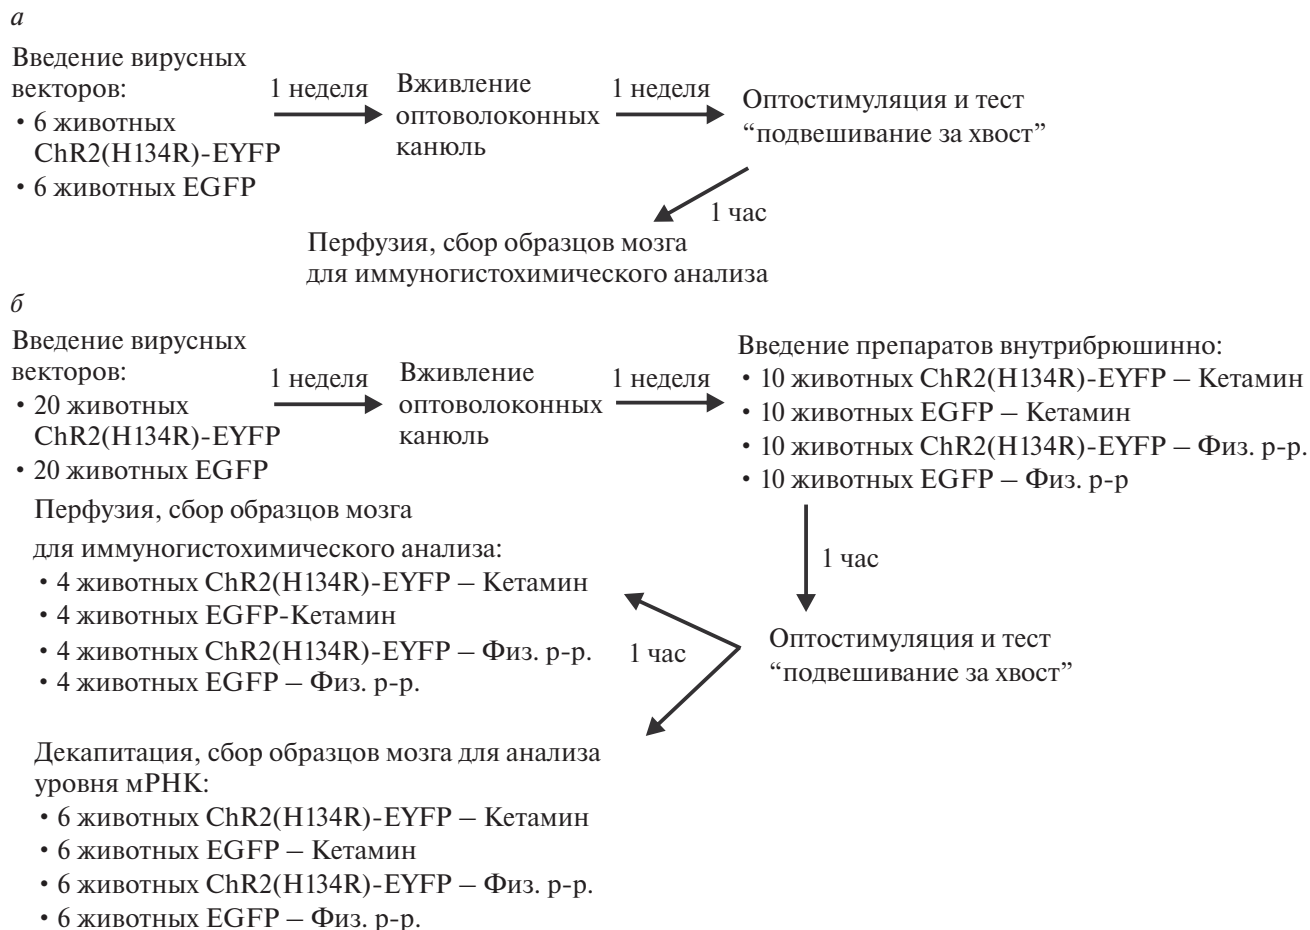 а
Введение вирусных
векторов:
• 6 животных
ChR2(H134R)-EYFP
• 6 животных EGFP
1 неделя
Вживление
оптоволоконных
канюль
1 неделя
Оптостимуляция и тест
“подвешивание за хвост”
1 час
Перфузия, сбор образцов мозга
для иммуногистохимического анализа
б
Введение вирусных
векторов:
• 20 животных
ChR2(H134R)-EYFP
• 20 животных EGFP
1 неделя
Вживление
оптоволоконных
канюль
1 неделя
Введение препаратов внутрибрюшинно:
• 10 животных ChR2(H134R)-EYFP – Кетамин
• 10 животных EGFP – Кетамин
• 10 животных ChR2(H134R)-EYFP – Физ. р-р.
• 10 животных EGFP – Физ. р-р
1 час
Оптостимуляция и тест
“подвешивание за хвост”
1 час
Перфузия, сбор образцов мозга
для иммуногистохимического анализа:
• 4 животных ChR2(H134R)-EYFP – Кетамин
• 4 животных EGFP-Кетамин
• 4 животных ChR2(H134R)-EYFP – Физ. р-р.
• 4 животных EGFP – Физ. р-р.
Декапитация, сбор образцов мозга для анализа
уровня мРНК:
• 6 животных ChR2(H134R)-EYFP – Кетамин
• 6 животных EGFP – Кетамин
• 6 животных ChR2(H134R)-EYFP – Физ. р-р.
• 6 животных EGFP – Физ. р-р.